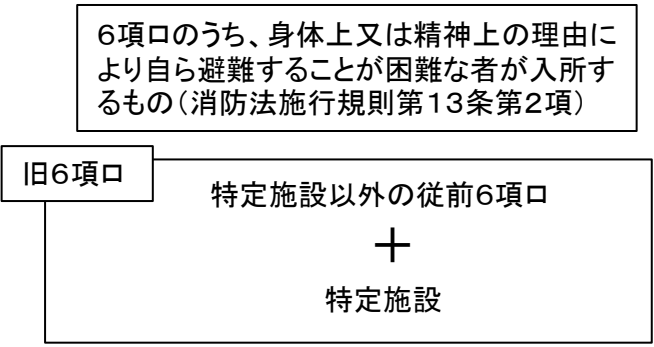 6項ロのうち、身体上又は精神上の理由に
より自ら避難することが困難な者が入所す
るもの（消防法施行規則第13条第2項）
旧6項ロ
特定施設以外の従前6項ロ
＋
特定施設